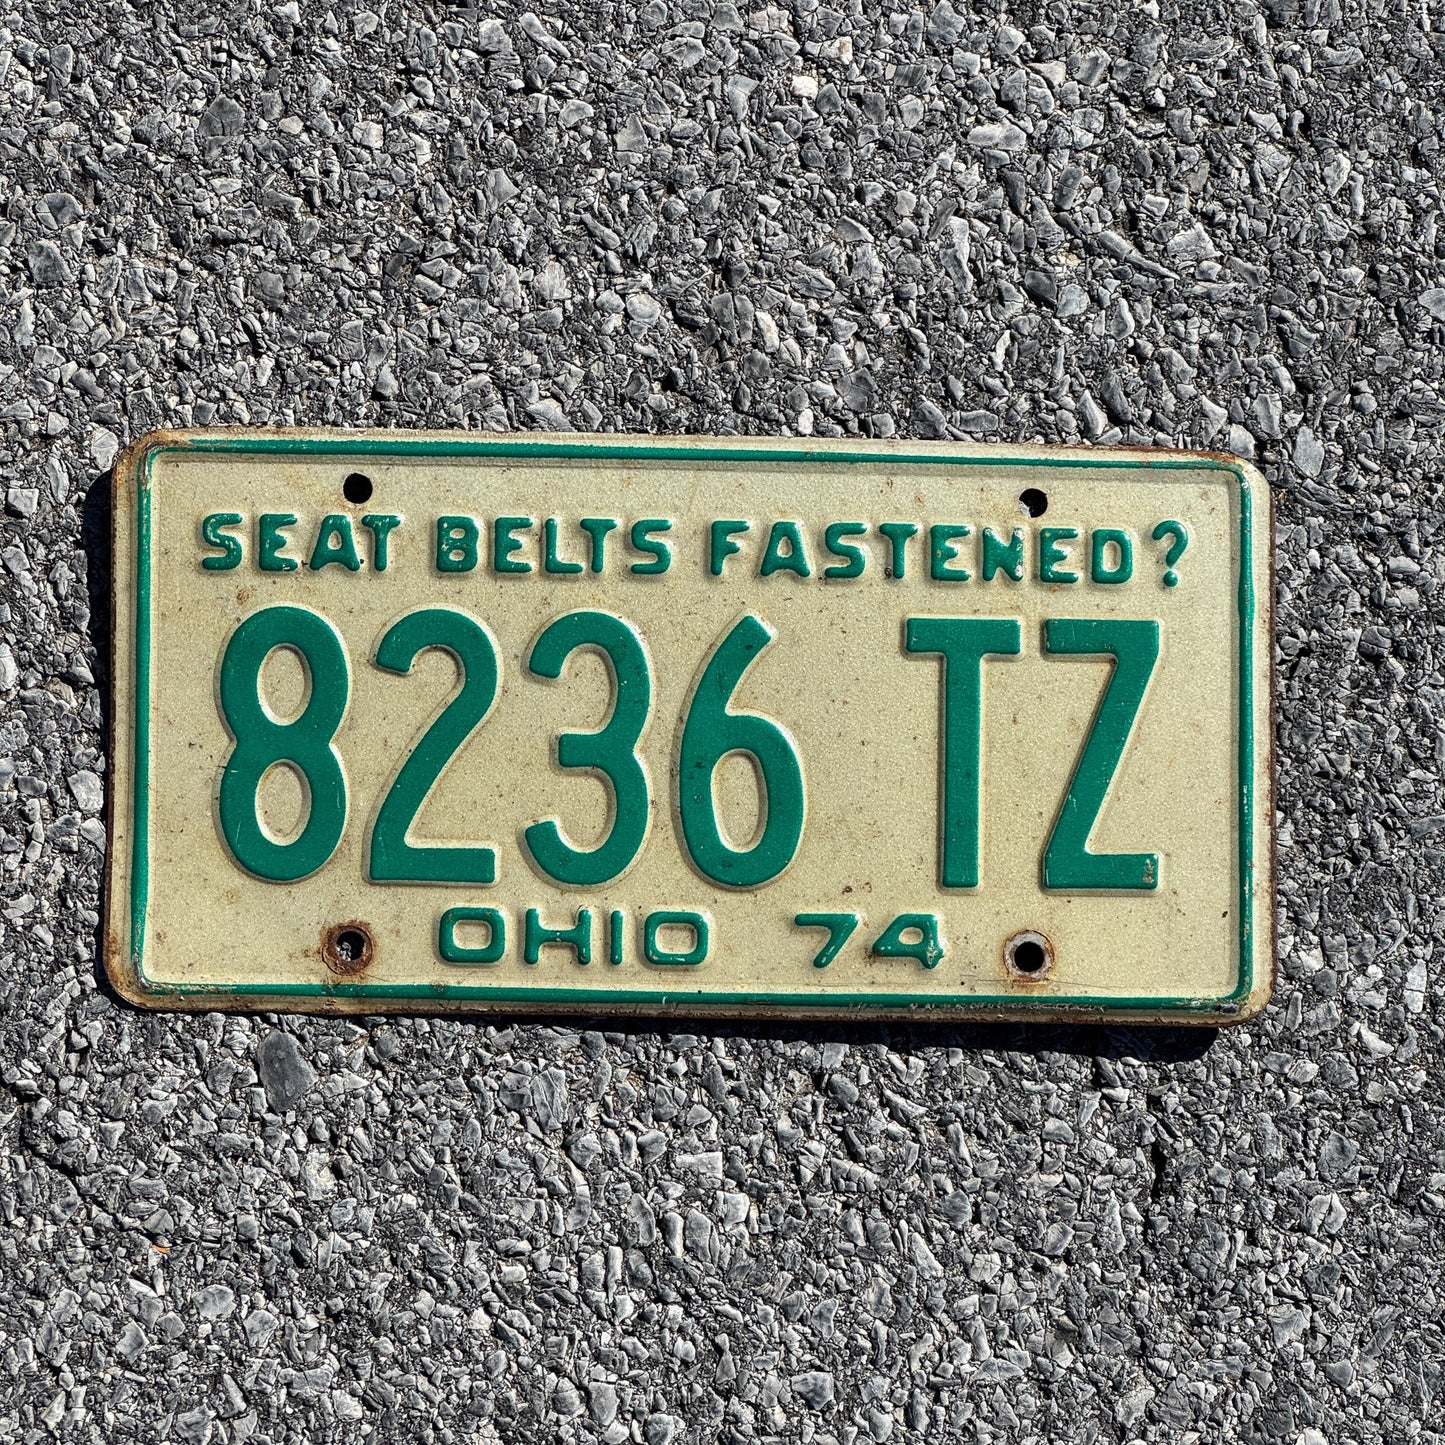 SEAT BELTS FASTENED?
8236 TZ
OHIO 74